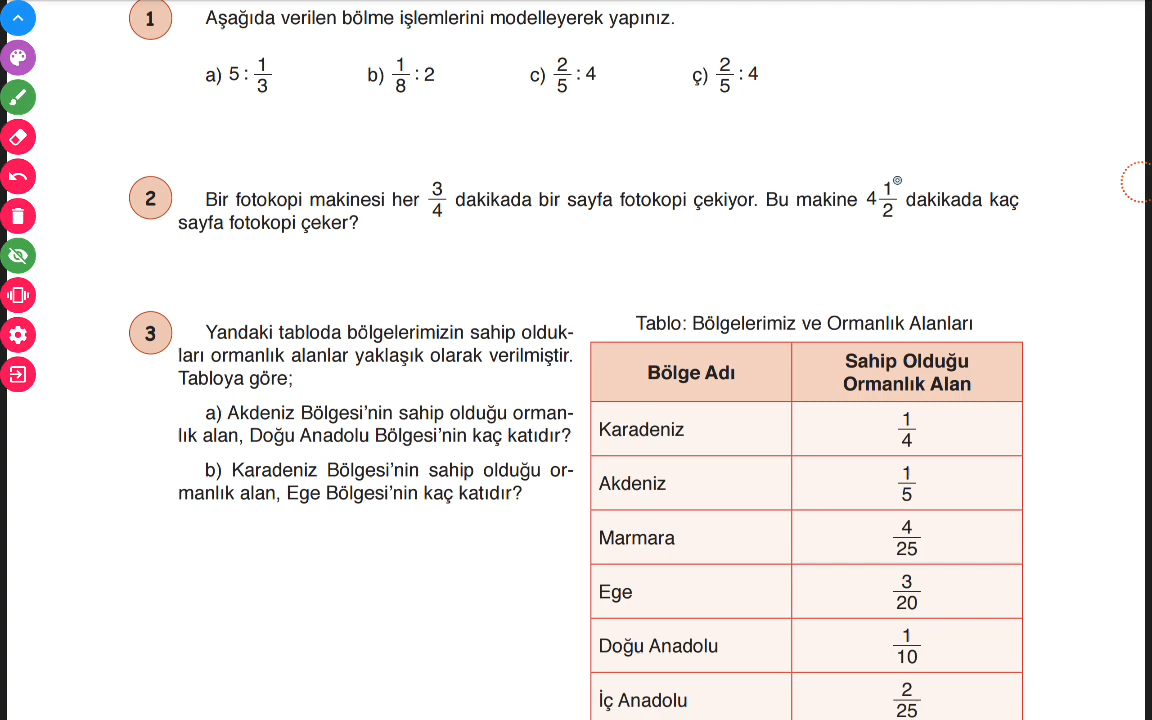 1 Aşağıda verilen bölme işlemlerini modelleyerek yapınız.
a) 5 : 1/3 b) 1/8 : 2 c) 2/5 : 4 ç) 2/5 : 4
2 Bir fotokopi makinesi her 3/4 dakikada bir sayfa fotokopi çekiyor. Bu makine 4 1/2 dakikada kaç
sayfa fotokopi çeker?
3 Yandaki tabloda bölgelerimizin sahip olduk-
ları ormanlık alanlar yaklaşık olarak verilmiştir.
Tabloya göre;
a) Akdeniz Bölgesi’nin sahip olduğu orman-
lık alan, Doğu Anadolu Bölgesi’nin kaç katıdır?
b) Karadeniz Bölgesi’nin sahip olduğu or-
manlık alan, Ege Bölgesi’nin kaç katıdır?
Tablo: Bölgelerimiz ve Ormanlık Alanları
Bölge Adı Sahip Olduğu
Ormanlık Alan
Karadeniz 1/4
Akdeniz 1/5
Marmara 4/25
Ege 3/20
Doğu Anadolu 1/10
İç Anadolu 2/25